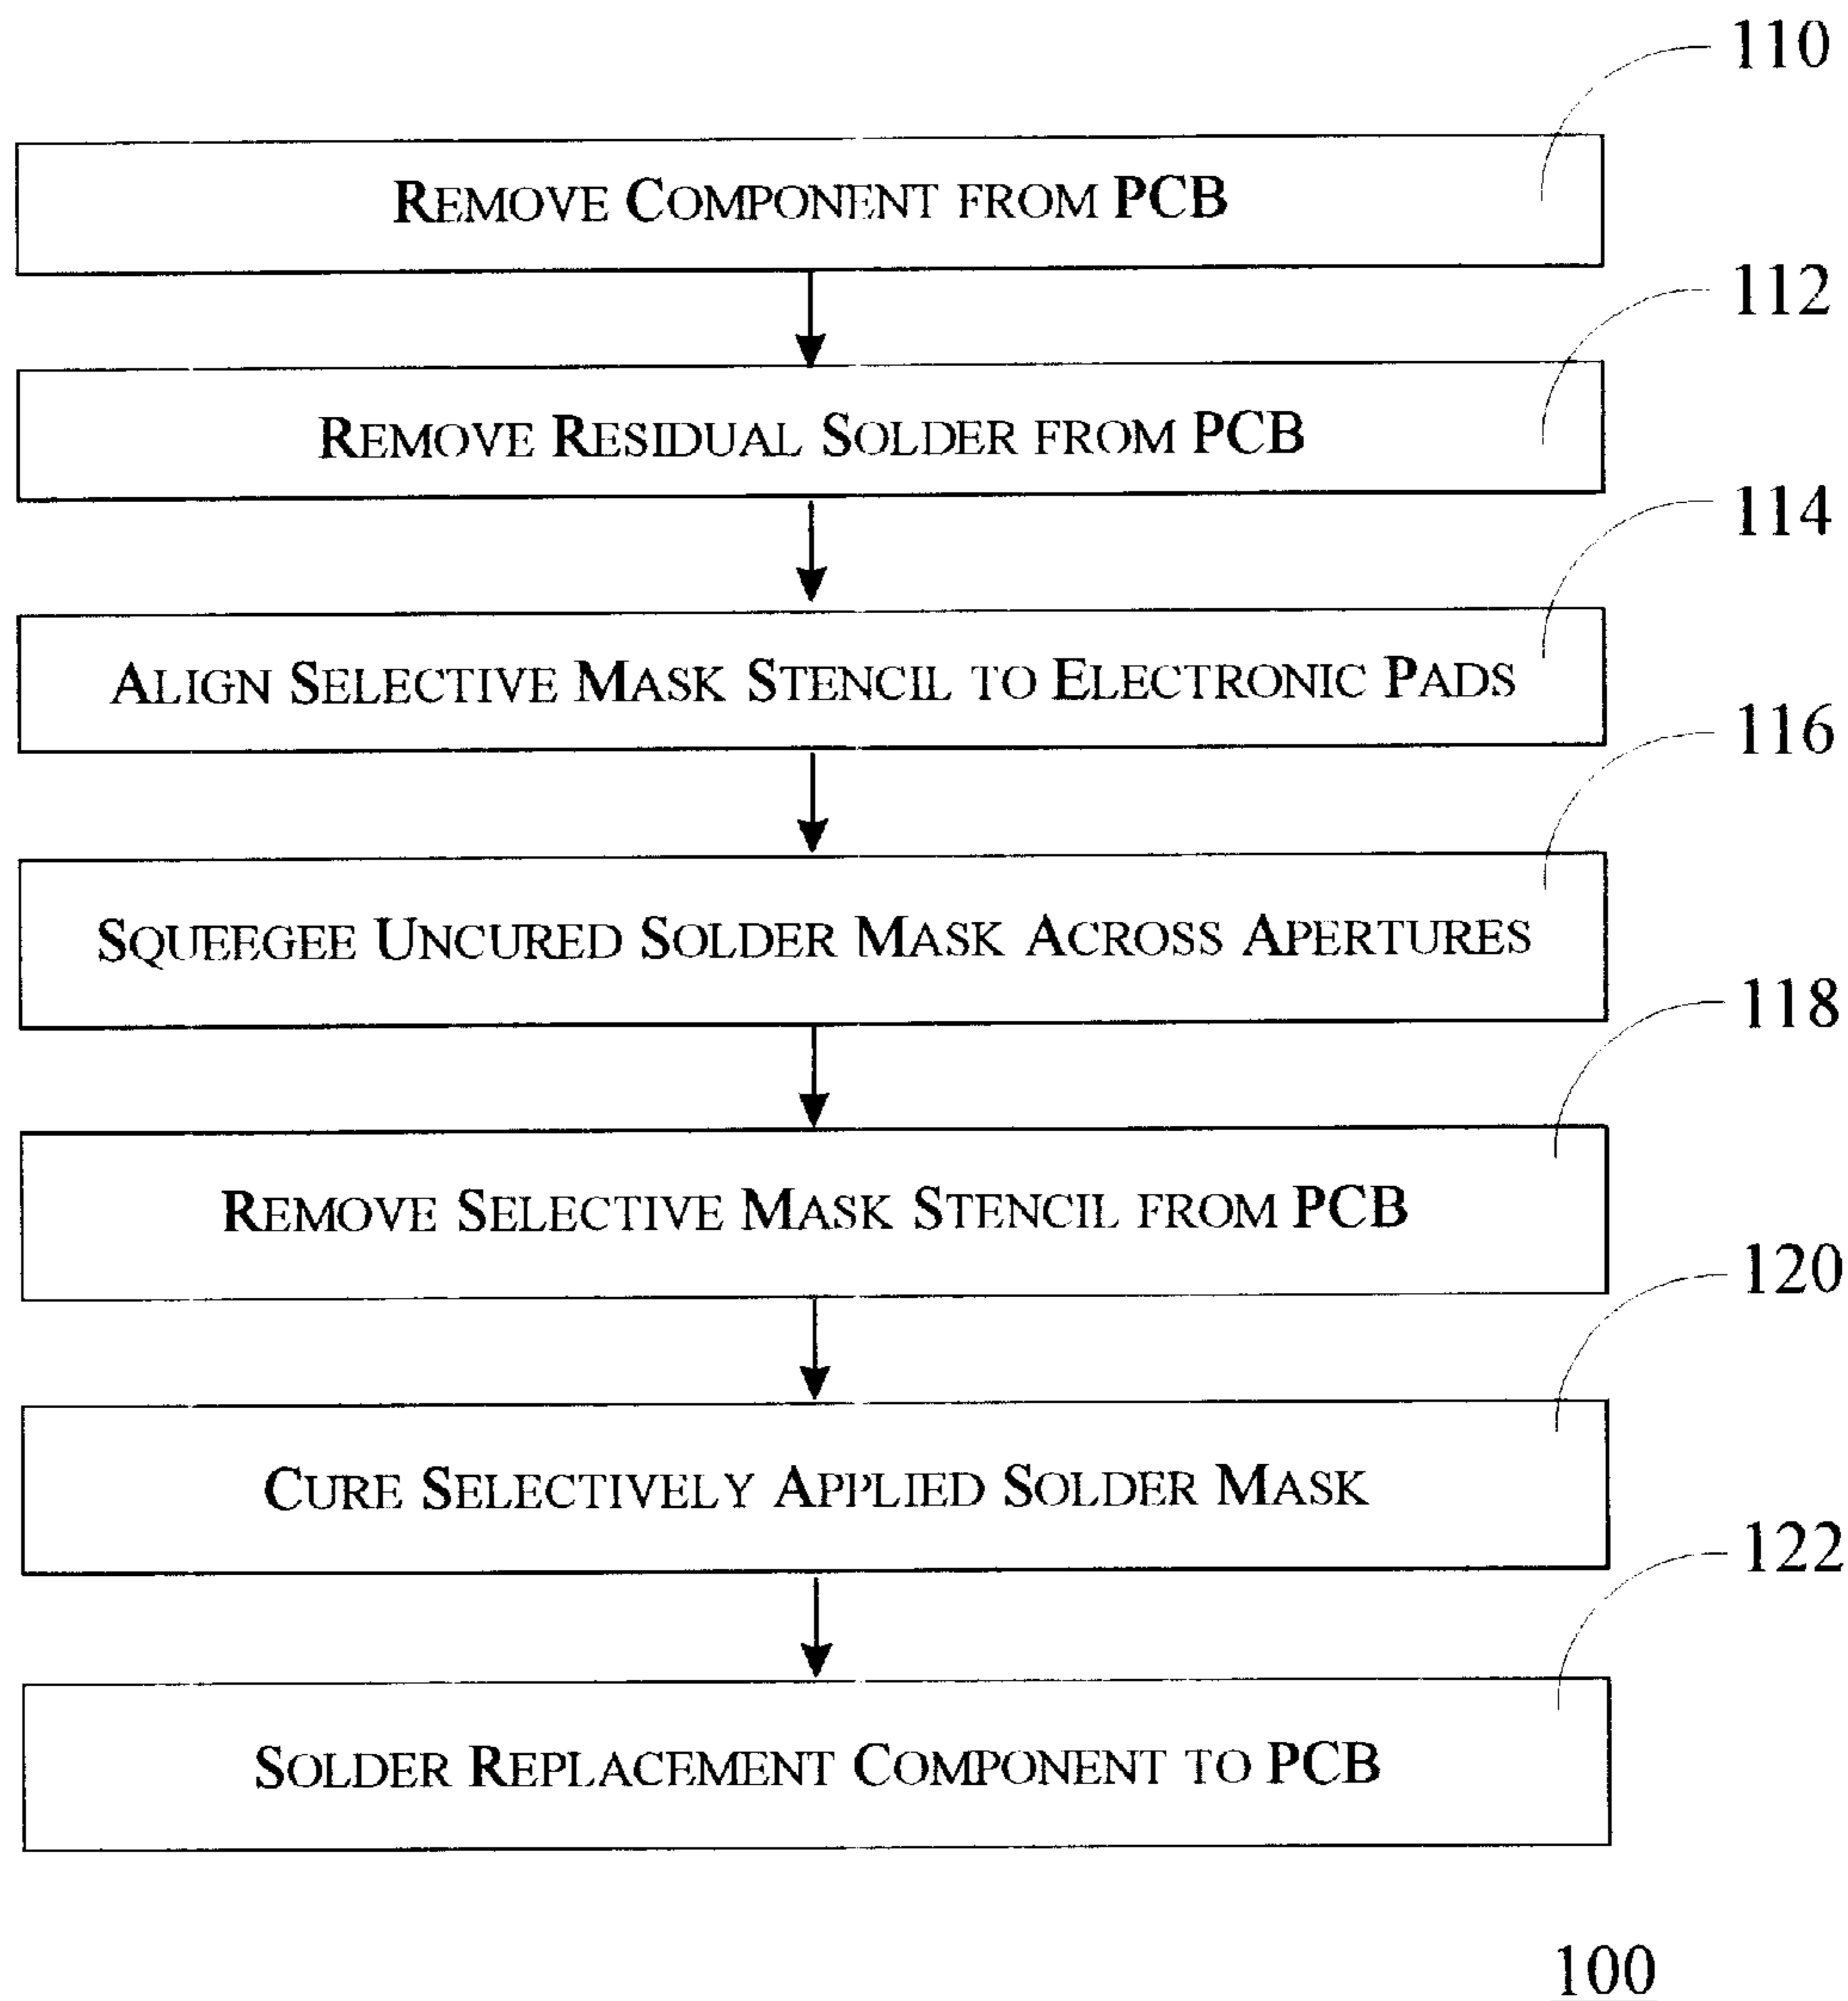 110
REMOVE COMPONENT FROM PCB
112
REMOVE RESIDUAL SOLDER FROM PCB
114
ALIGN SELECTIVE MASK STENCIL TO ELECTRONIC PADS
116
SQUEEGEE UNCURED SOLDER MASK ACROSS APERTURES
118
REMOVE SELECTIVE MASK STENCIL FROM PCB
120
CURE SELECTIVELY APPLIED SOLDER MASK
122
SOLDER REPLACEMENT COMPONENT TO PCB
100